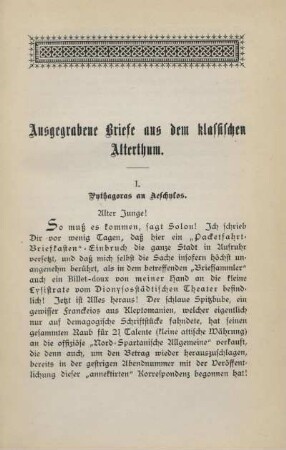 Ausgegrabene Briefe aus dem klassischen
Alterthum.
I.
Pythagoras an Aeschylos.
Alter Junge!
So muß es kommen, sagt Solon! Ich schrieb
Dir vor wenig Tagen, daß hier ein „Packetfahrt-
Briefkasten“-Einbruch die ganze Stadt in Aufruhr
versetzt, und daß mich selbst die Sache insofern höchst un-
angenehm berührt, als in dem betreffenden „Briefsammler“
auch ein Billet-doux von meiner Hand an die kleine
Lysistrate vom Dionysosstädtischen Theater befind-
lich! Jetzt ist Alles heraus! Der schlaue Spitzbube, ein
gewisser Franckeios aus Kleptomanien, welcher eigentlich
nur auf demagogische Schriftstücke fahndete, hat seinen
gesammten Raub für 2½ Talente (kleine attische Währung)
an die offiziöse „Nord-Spartanische Allgemeine“ verkauft,
die denn auch, um den Betrag wieder herauszuschlagen,
bereits in der gestrigen Abendnummer mit der Veröffent-
lichung dieser „annektirten“ Korrespondenz begonnen hat!